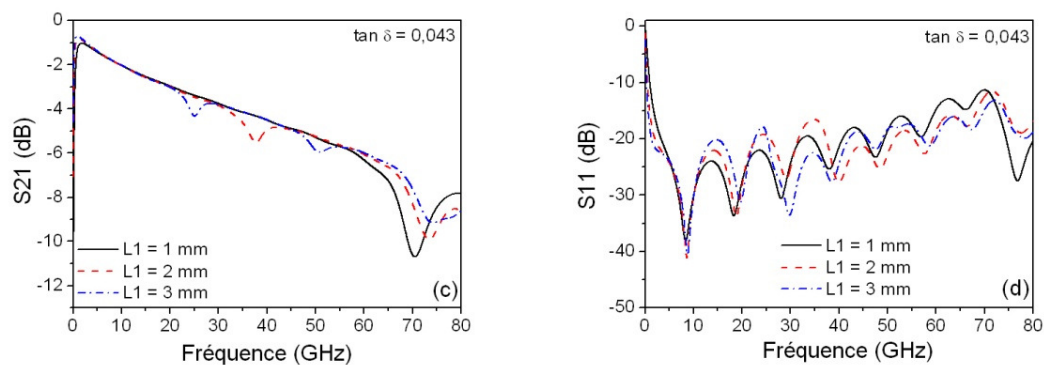 S21 (dB)
0
-2
-4
-6
-8
-10
-12
tan δ = 0,043
L1 = 1 mm
L1 = 2 mm
L1 = 3 mm
(c)
0 10 20 30 40 50 60 70 80
Fréquence (GHz)
S11 (dB)
0
-10
-20
-30
-40
-50
tan δ = 0,043
L1 = 1 mm
L1 = 2 mm
L1 = 3 mm
(d)
0 10 20 30 40 50 60 70 80
Fréquence (GHz)